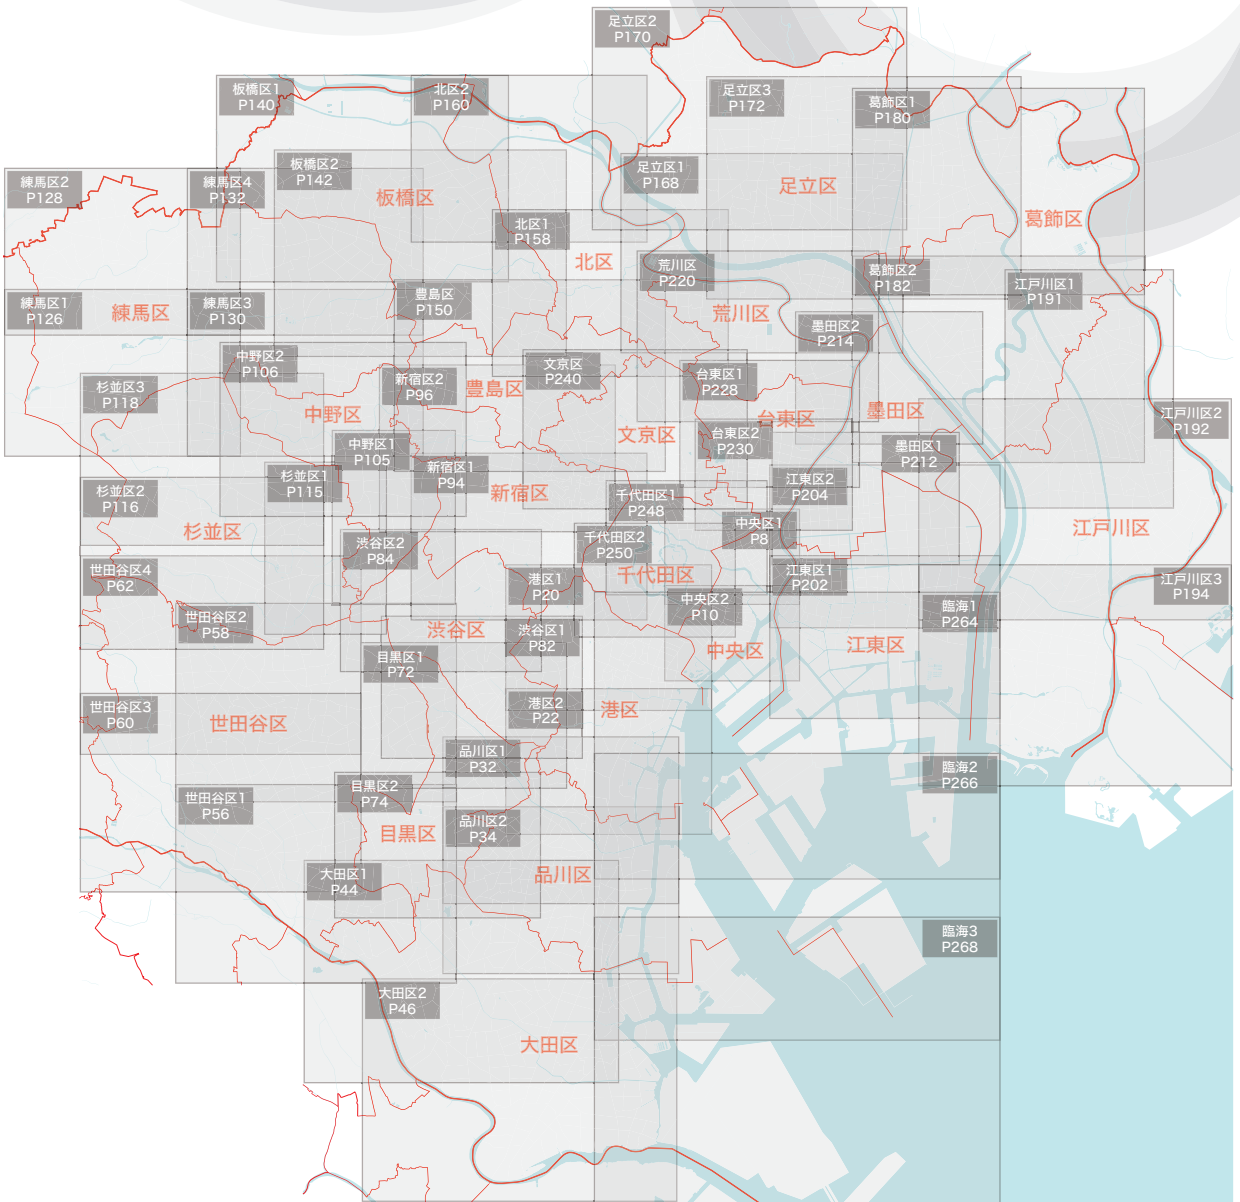 足立区2
P170
板橋区1
P140
北区2
P160
足立区3
P172
葛飾区1
P180
板橋区2
P142
足立区1
P168
練馬区2
P128
練馬区4
P132
足立区
板橋区
葛飾区
北区1
P158
北区
荒川区
P220
葛飾区2
P182
江戸川区1
P191
豊島区
P150
練馬区1
P126
練馬区
練馬区3
P130
荒川区
墨田区2
P214
中野区2
P106
文京区
P240
新宿区2
P96
豊島区
台東区1
P228
杉並区3
P118
中野区
台東区
墨田区
江戸川区2
P192
文京区
台東区2
P230
中野区1
P105
墨田区1
P212
新宿区1
P94
杉並区1
P115
江東区2
P204
新宿区
杉並区2
P116
千代田区1
P248
杉並区
中央区1
P8
江戸川区
渋谷区2
P84
千代田区2
P250
世田谷区4
P62
千代田区
江東区1
P202
港区1
P20
江戸川区3
P194
中央区2
P10
臨海1
P264
世田谷区2
P58
渋谷区
渋谷区1
P82
中央区
江東区
目黒区1
P72
世田谷区3
P60
世田谷区
港区2
P22
港区
品川区1
P32
臨海2
P266
目黒区2
P74
世田谷区1
P56
目黒区
品川区2
P34
大田区1
P44
品川区
臨海3
P268
大田区2
P46
大田区